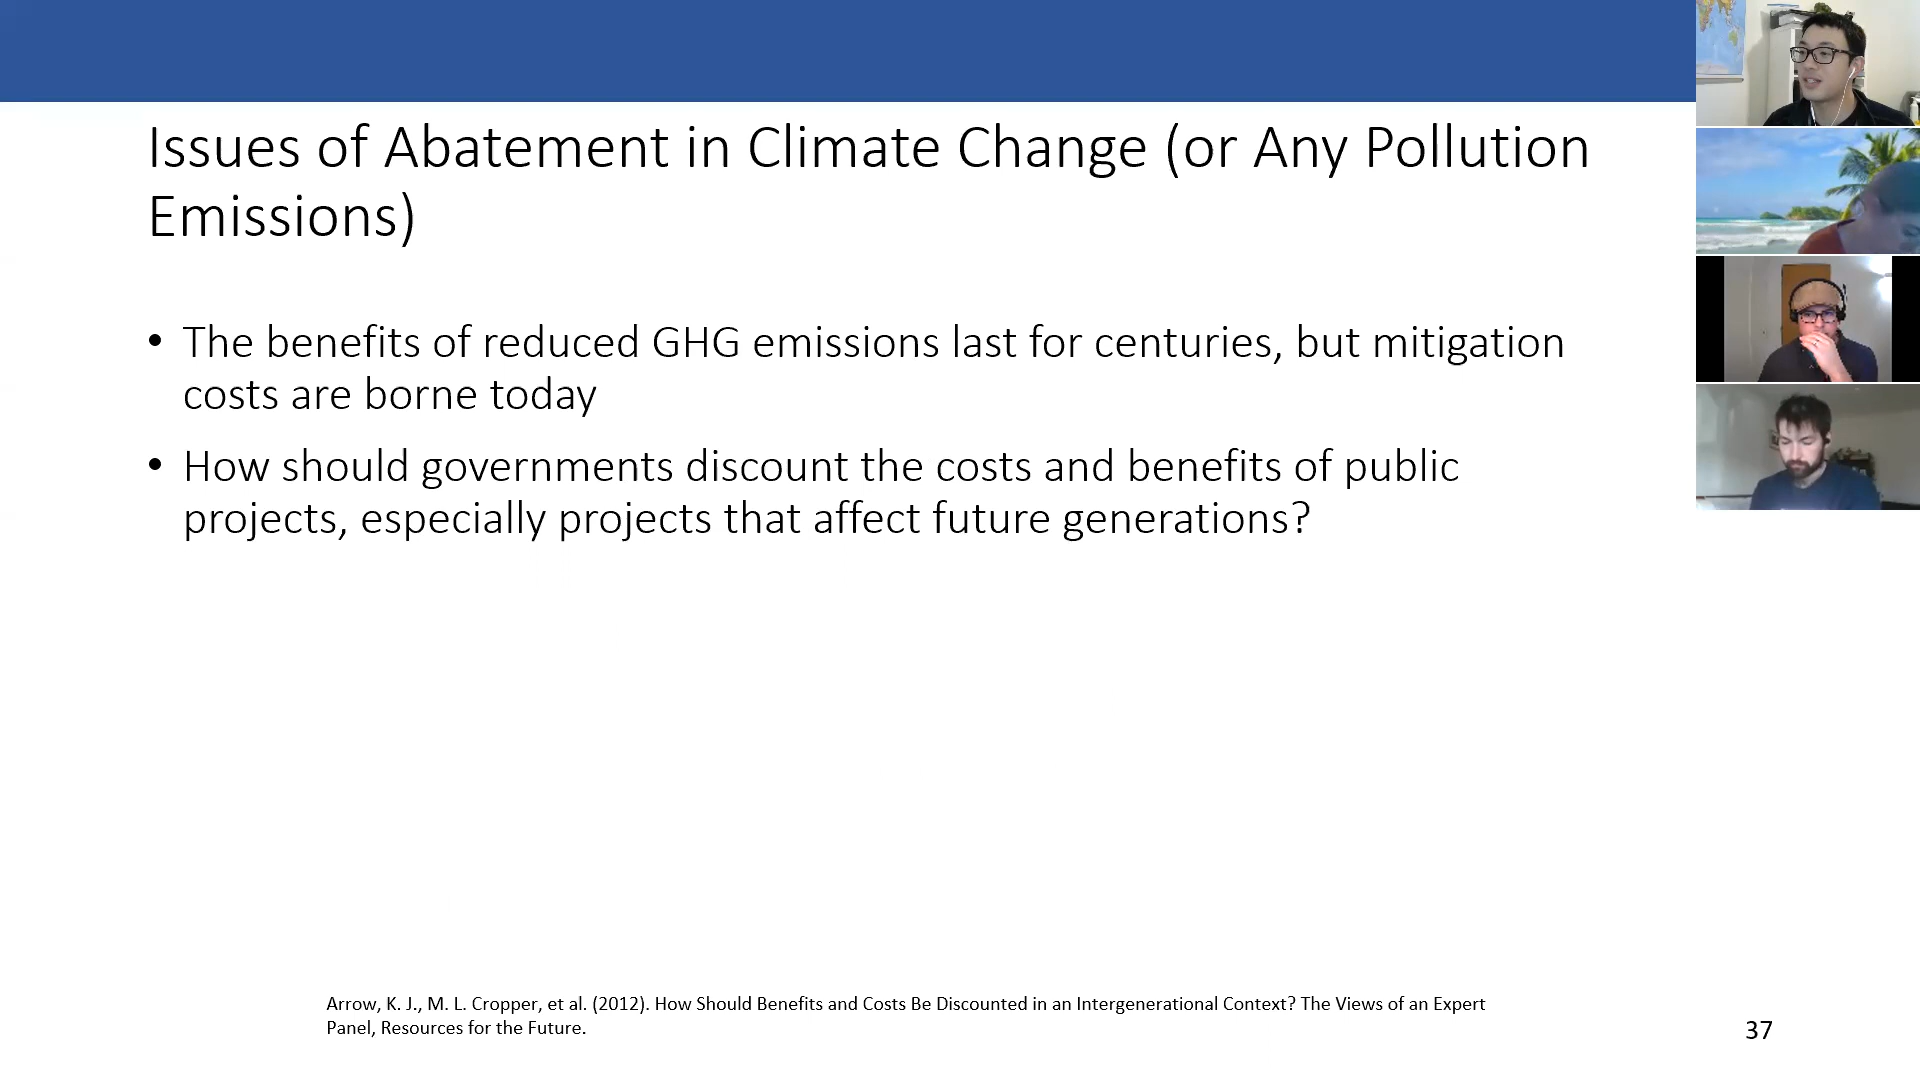 Issues of Abatement in Climate Change (or Any Pollution
Emissions)
• The benefits of reduced GHG emissions last for centuries, but mitigation
costs are borne today
• How should governments discount the costs and benefits of public
projects, especially projects that affect future generations?
Arrow, K. J., M. L. Cropper, et al. (2012). How Should Benefits and Costs Be Discounted in an Intergenerational Context? The Views of an Expert
Panel, Resources for the Future.
37